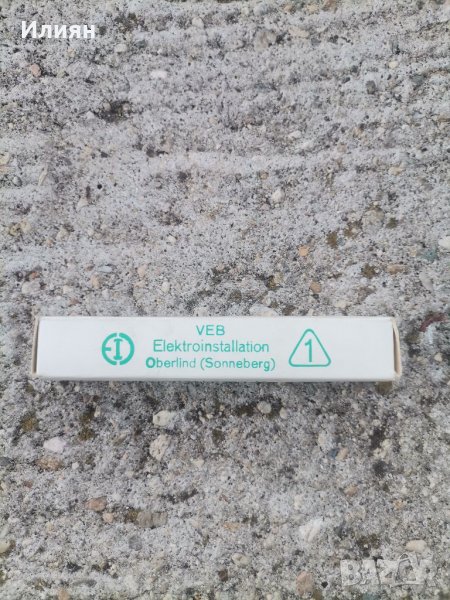 Илиян
VEB
Elektroinstallation
Oberlind (Sonneberg)
1